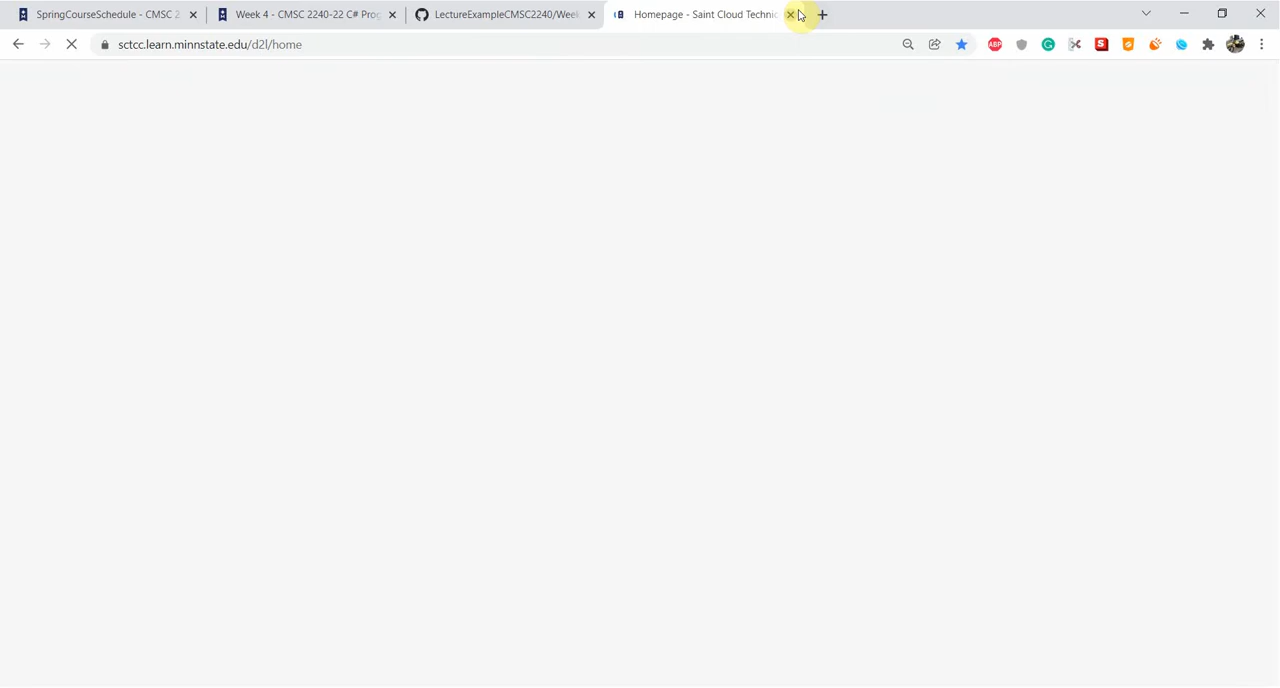 SpringCourseSchedule - CMSC 2
Week 4 - CMSC 2240-22 C# Prog
LectureExampleCMSC2240/Week
Homepage - Saint Cloud Technic
sctcc.learn.minnstate.edu/d2l/home
ABP
S